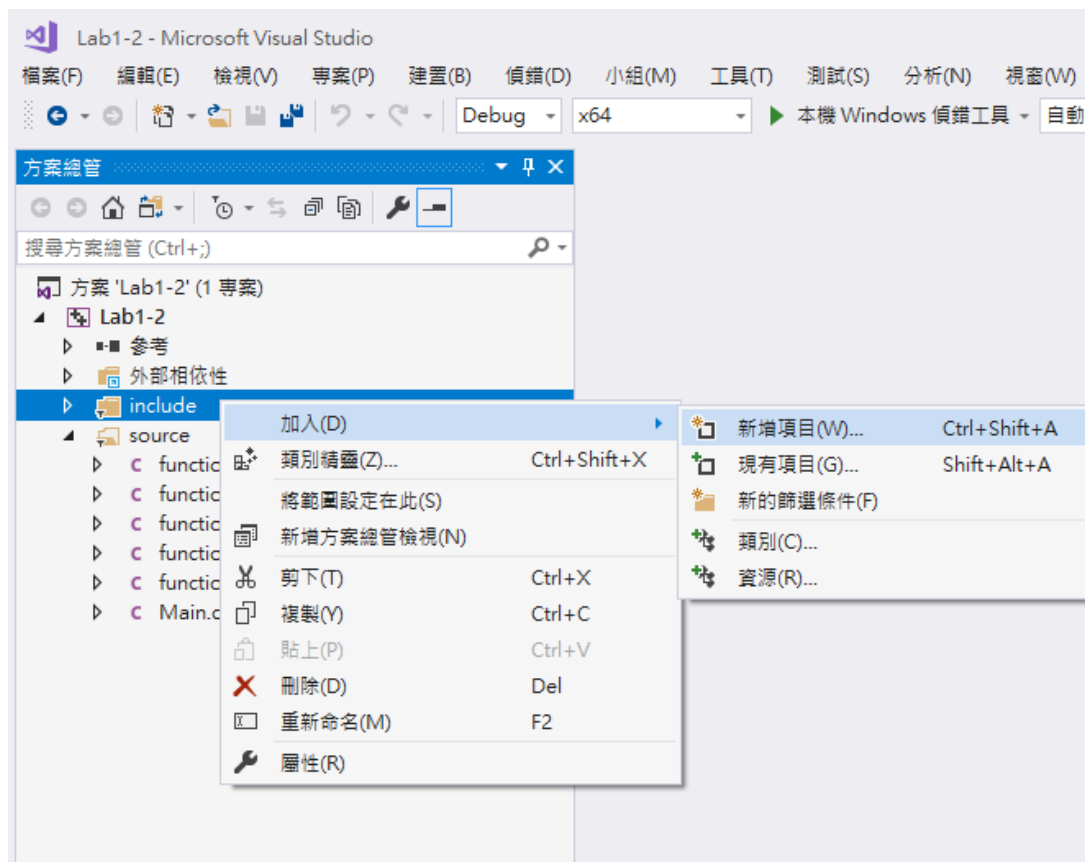 Lab1-2 - Microsoft Visual Studio
檔案(F) 編輯(E) 檢視(V) 專案(P) 建置(B) 偵錯(D) 小組(M) 工具(T) 測試(S) 分析(N) 視窗(W)
Debug x64 本機 Windows 偵錯工具 自動
方案總管
搜尋方案總管 (Ctrl+;)
方案 'Lab1-2' (1 專案)
Lab1-2
參考
外部相依性
include
source
functio
functio
functio
functio
functio
Main.c
加入(D)
類別精靈(Z)... Ctrl+Shift+X
將範圍設定在此(S)
新增方案總管檢視(N)
剪下(T) Ctrl+X
複製(Y) Ctrl+C
貼上(P) Ctrl+V
刪除(D) Del
重新命名(M) F2
屬性(R)
新增項目(W)... Ctrl+Shift+A
現有項目(G)... Shift+Alt+A
新的篩選條件(F)
類別(C)...
資源(R)...